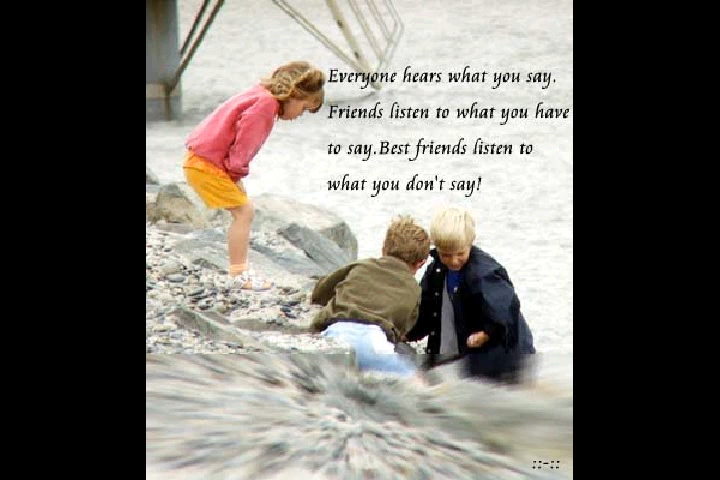 Everyone hears what you say.
Friends listen to what you have
to say.Best friends listen to
what you don't say!
::-::